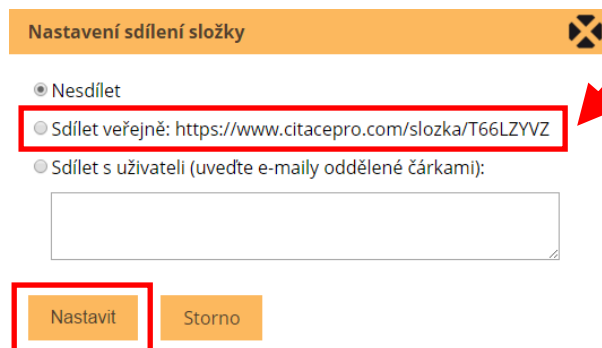 Nastavení sdílení složky
Nesdílet
Sdílet veřejně: https://www.citacepro.com/slozka/T66LZYVZ
Sdílet s uživateli (uveďte e-maily oddělené čárkami):
Nastavit Storno